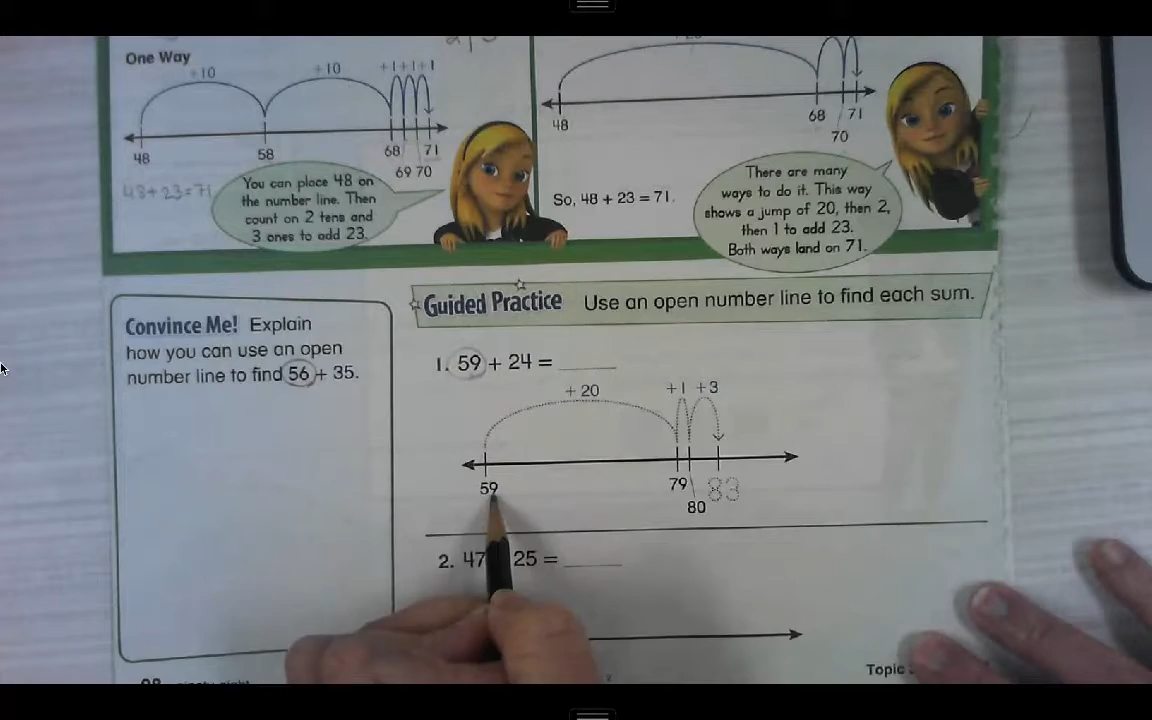 One Way
+10
+10
+1+1+1
48
58
68
69 70
71
48+23=71
You can place 48 on
the number line. Then
count on 2 tens and
3 ones to add 23.
48
68
71
70
So, 48 + 23 = 71.
There are many
ways to do it. This way
shows a jump of 20, then 2,
then 1 to add 23.
Both ways land on 71.
Convince Me! Explain
how you can use an open
number line to find 56 + 35.
Guided Practice Use an open number line to find each sum.
1. 59 + 24 = ____
+ 20
+1 +3
59
79
83
80
2. 47 25 = ____
Topic